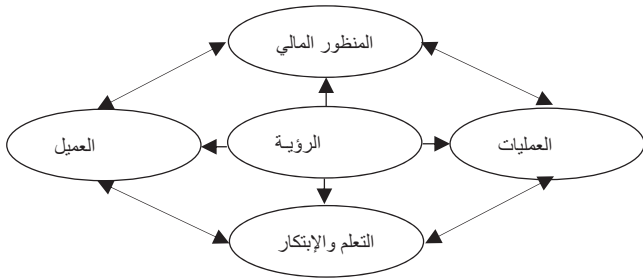 المنظور المالي
العمليات
الرؤيـة
العميل
التعلم والإبتكار